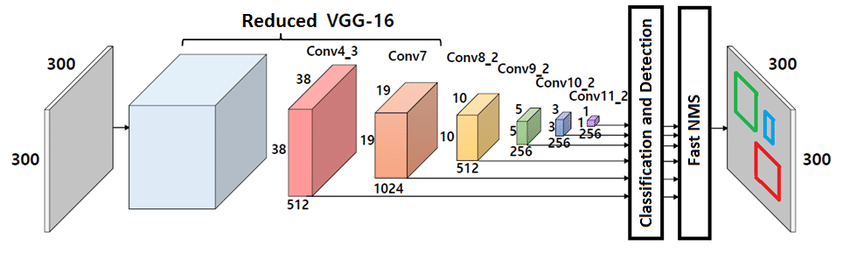 Reduced VGG-16
300
300
Conv4_3
38
38
512
Conv7
19
19
1024
Conv8_2
10
10
512
Conv9_2
5
5
256
Conv10_2
3
3
256
Conv11_2
1
1
256
Classification and Detection
Fast NMS
300
300